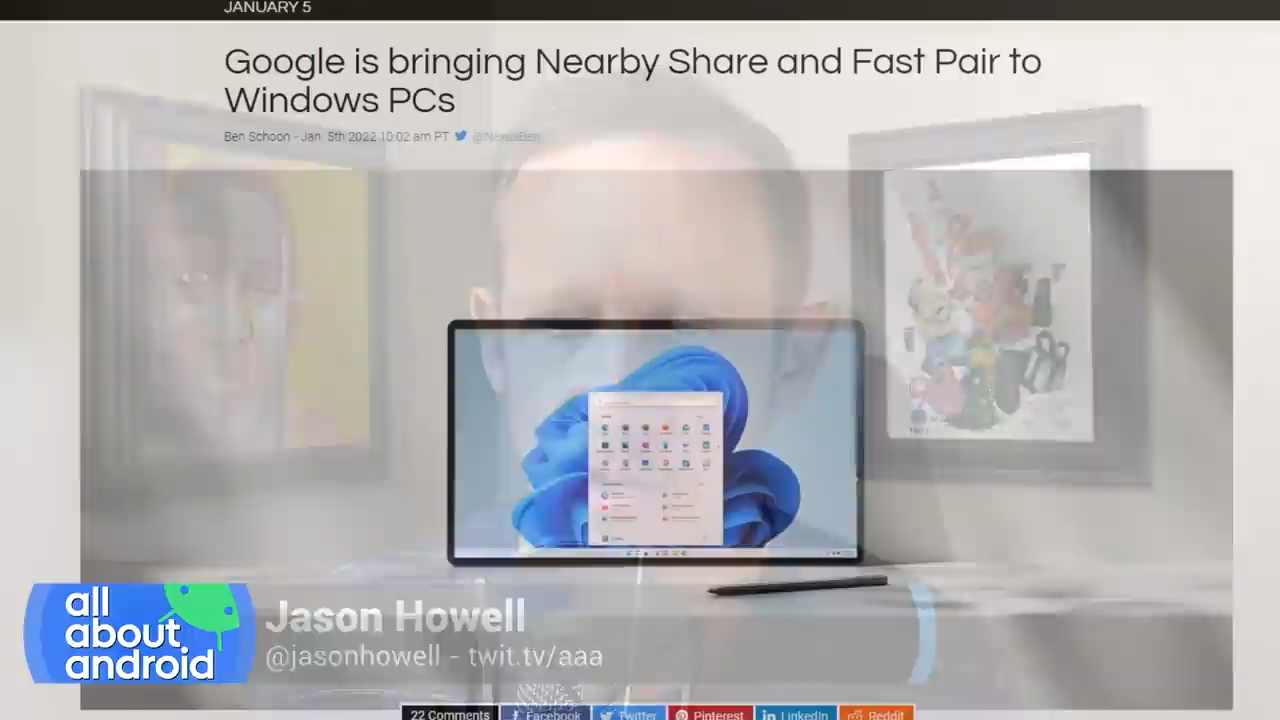 JANUARY 5
Google is bringing Nearby Share and Fast Pair to
Windows PCs
Ben Schoon - Jan. 5th 2022 10:02 am PT @NexusBen
all
about
android
Jason Howell
@jasonhowell - twit.tv/aaa
22 Comments Facebook Twitter Pinterest LinkedIn Reddit